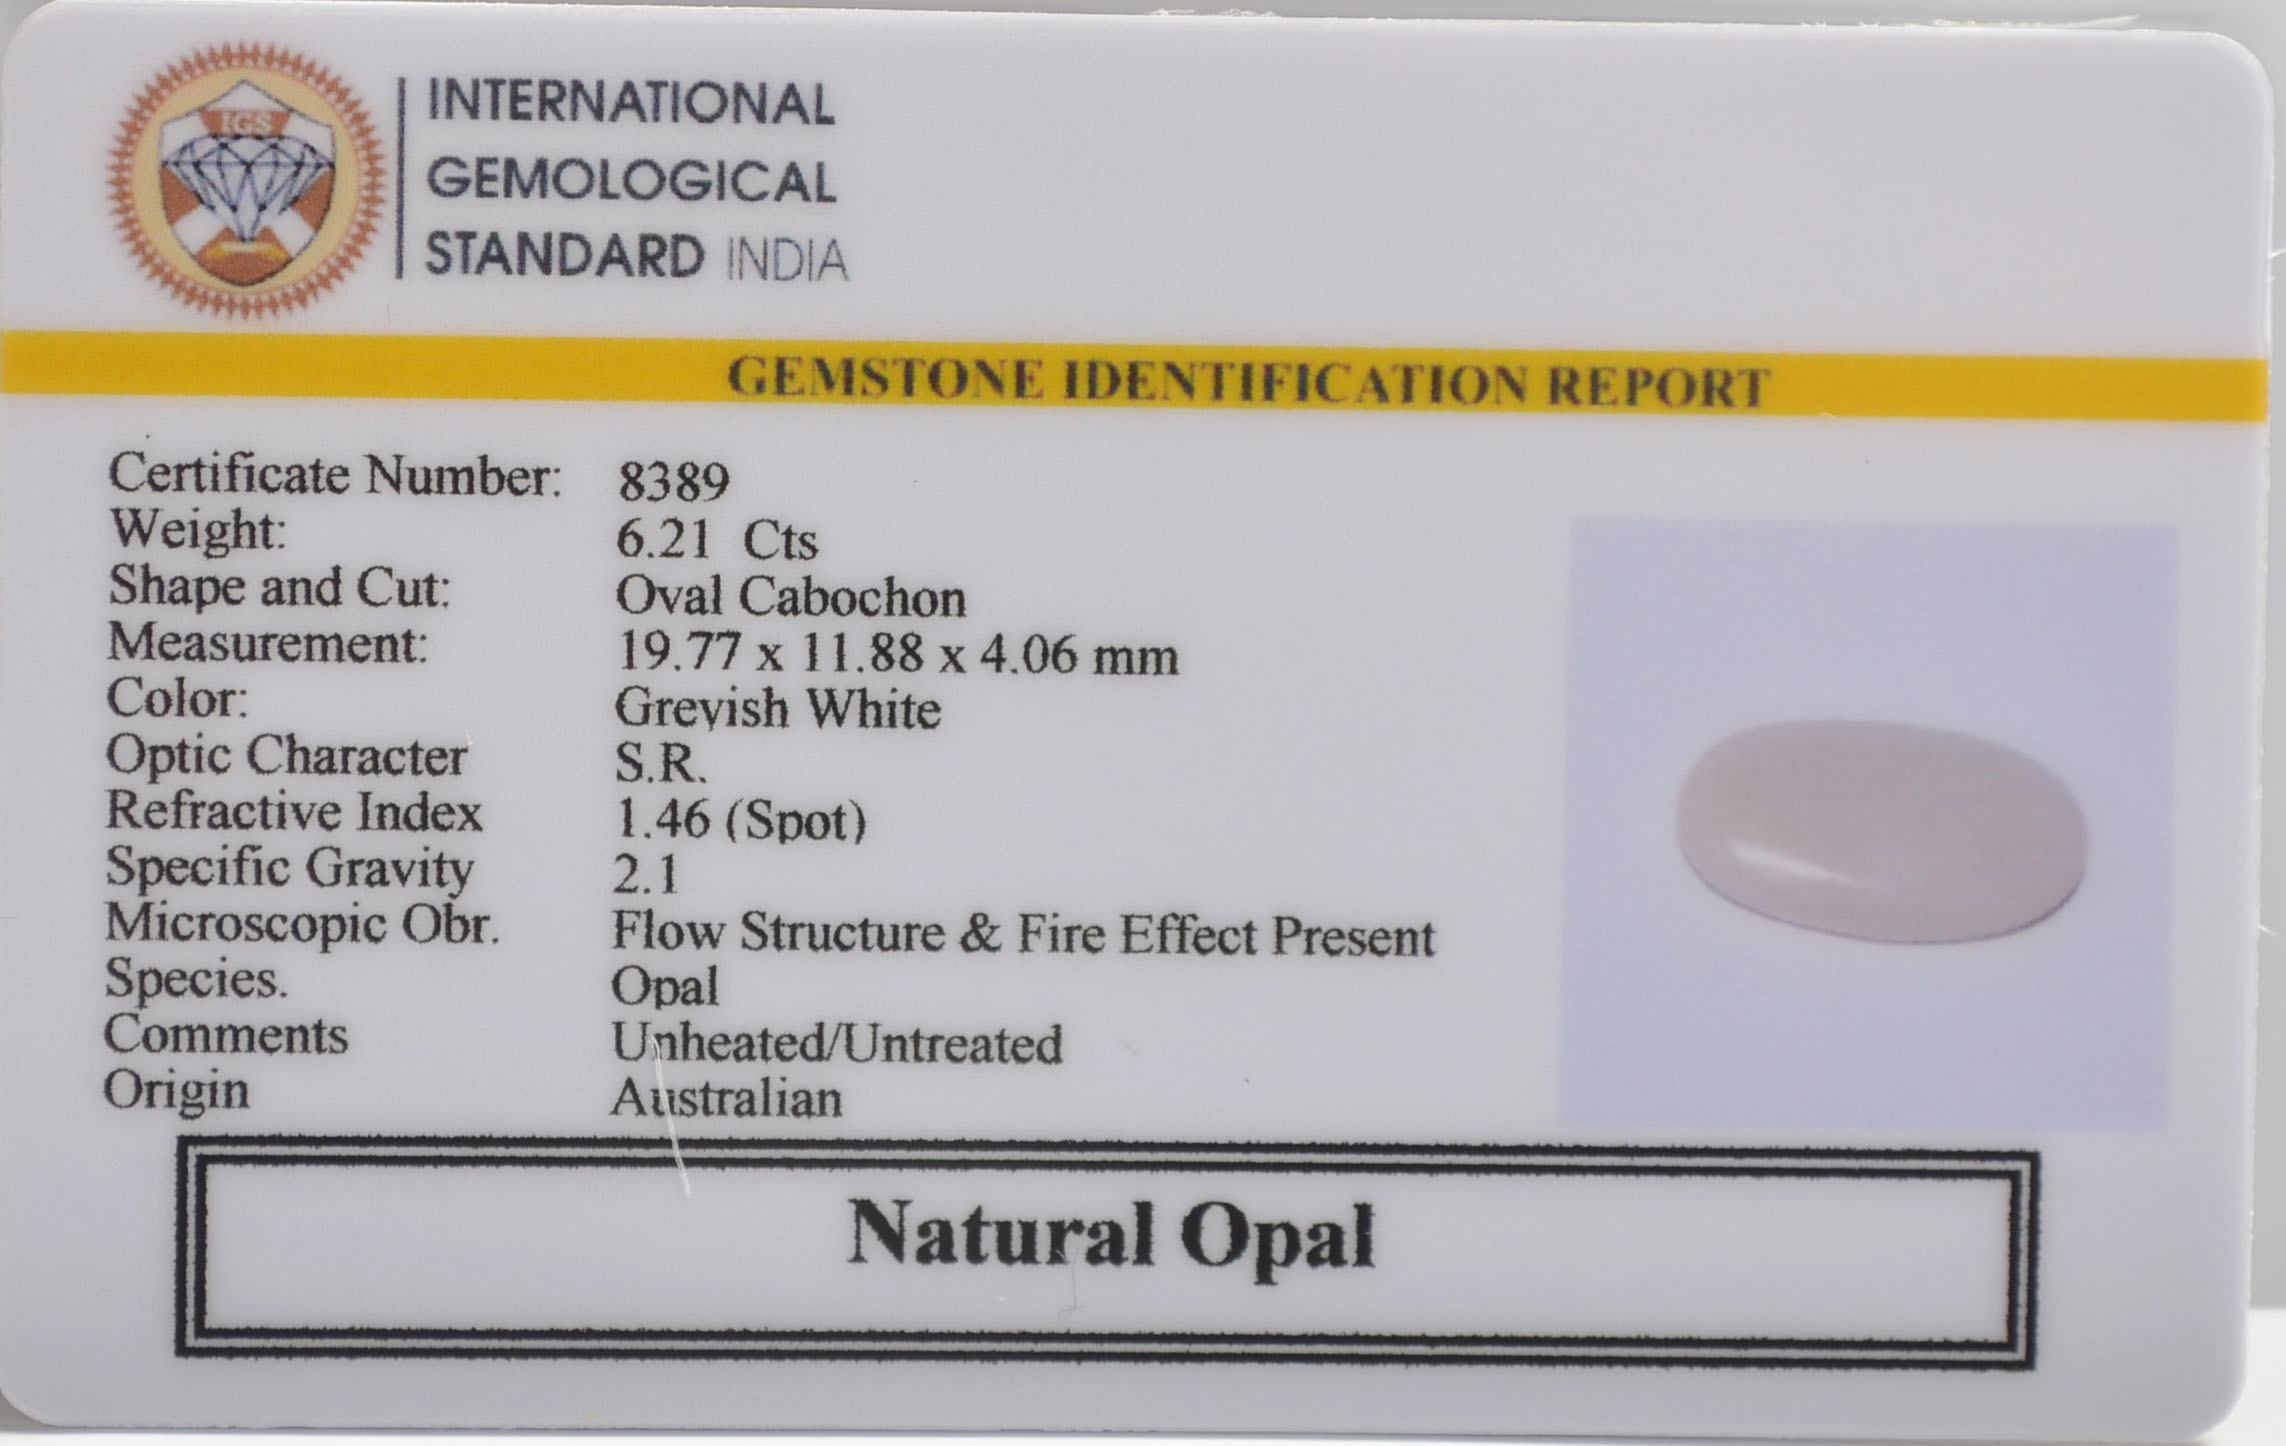 IGS
INTERNATIONAL
GEMOLOGICAL
STANDARD INDIA
GEMSTONE IDENTIFICATION REPORT
Certificate Number: 8389
Weight: 6.21 Cts
Shape and Cut: Oval Cabochon
Measurement: 19.77 x 11.88 x 4.06 mm
Color: Greyish White
Optic Character S.R.
Refractive Index 1.46 (Spot)
Specific Gravity 2.1
Microscopic Obr. Flow Structure & Fire Effect Present
Species. Opal
Comments Unheated/Untreated
Origin Australian
Natural Opal